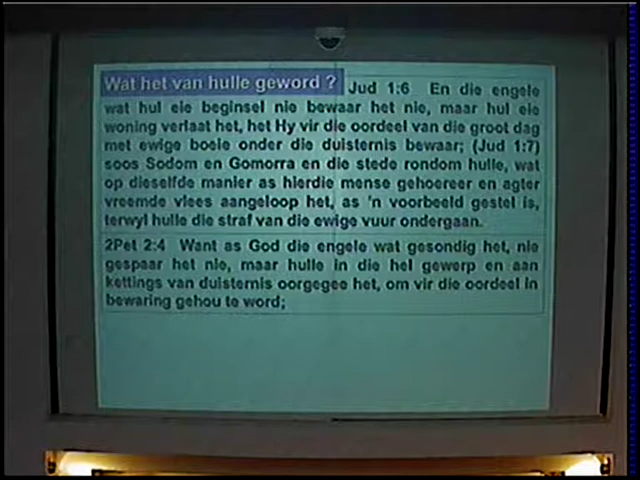 Wat het van hulle geword ? Jud 1:6 En die engele
wat hul eie beginsel nie bewaar het nie, maar hul eie
woning verlaat het, het Hy vir die oordeel van die groot dag
met ewige boeie onder die duisternis bewaar; (Jud 1:7)
soos Sodom en Gomorra en die stede rondom hulle, wat
op dieselfde manier as hierdie mense gehoereer en agter
vreemde vlees aangeloop het, as 'n voorbeeld gestel is,
terwyl hulle die straf van die ewige vuur ondergaan.
2Pet 2:4 Want as God die engele wat gesondig het, nie
gespaar het nie, maar hulle in die hel gewerp en aan
kettings van duisternis oorgegee het, om vir die oordeel in
bewaring gehou te word;